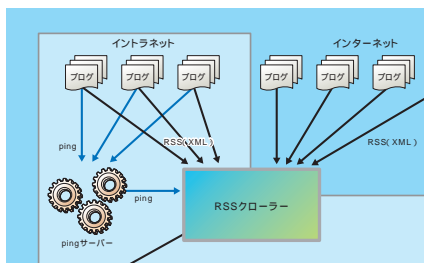 イントラネット
インターネット
ブログ
ブログ
ブログ
ブログ
ブログ
ブログ
ping
RSS(XML)
RSS(XML)
ping
RSSクローラー
pingサーバー